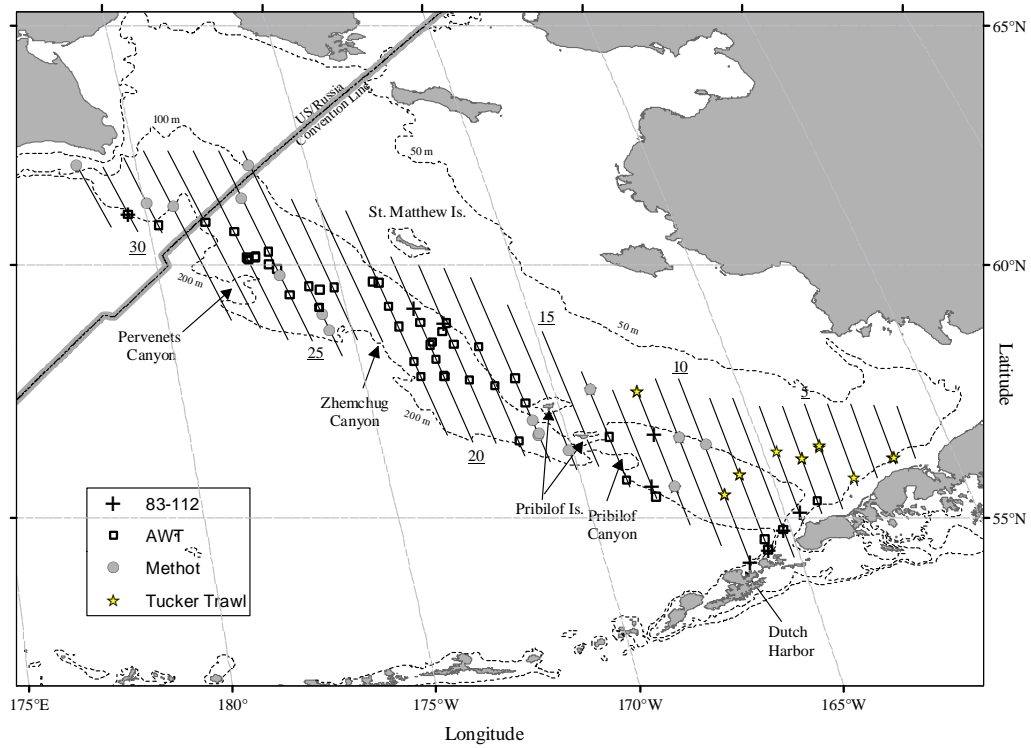 65°N
US/Russia
Convention Line
100 m
50 m
St. Matthew Is.
30
60°N
200 m
15
50 m
Pervenets
Canyon
25
10
Latitude
5
Zhemchug
Canyon
200 m
20
Pribilof Is.
Pribilof
Canyon
83-112
AWT
Methot
Tucker Trawl
55°N
Dutch
Harbor
175°E
180°
175°W
170°W
165°W
Longitude